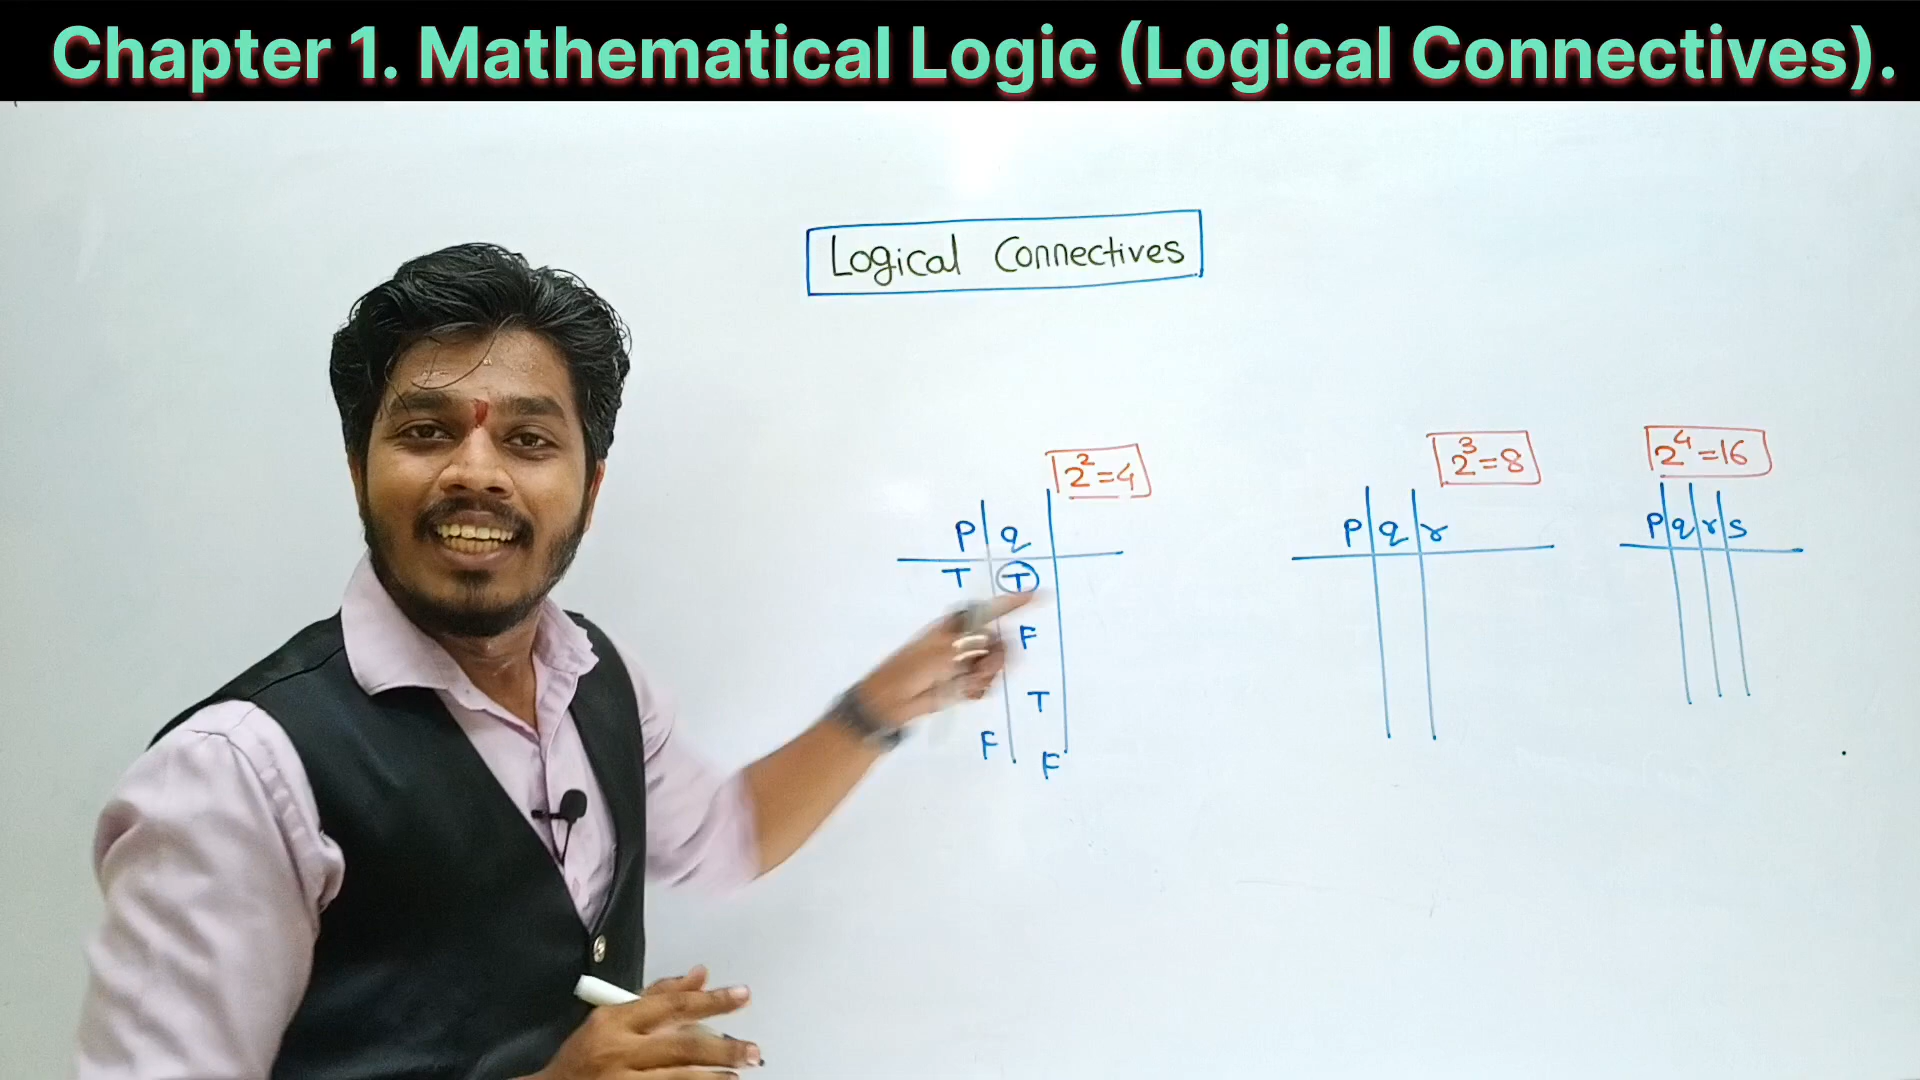 Chapter 1. Mathematical Logic (Logical Connectives).
Logical Connectives
2²=4
P q
T T
F
T
F F
2³=8
P q r
2⁴=16
P q r s